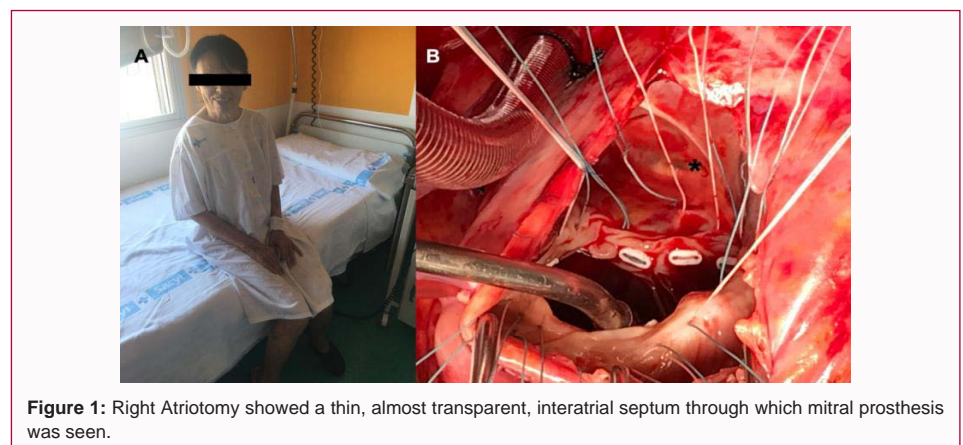 A
B
*
Figure 1: Right Atriotomy showed a thin, almost transparent, interatrial septum through which mitral prosthesis
was seen.